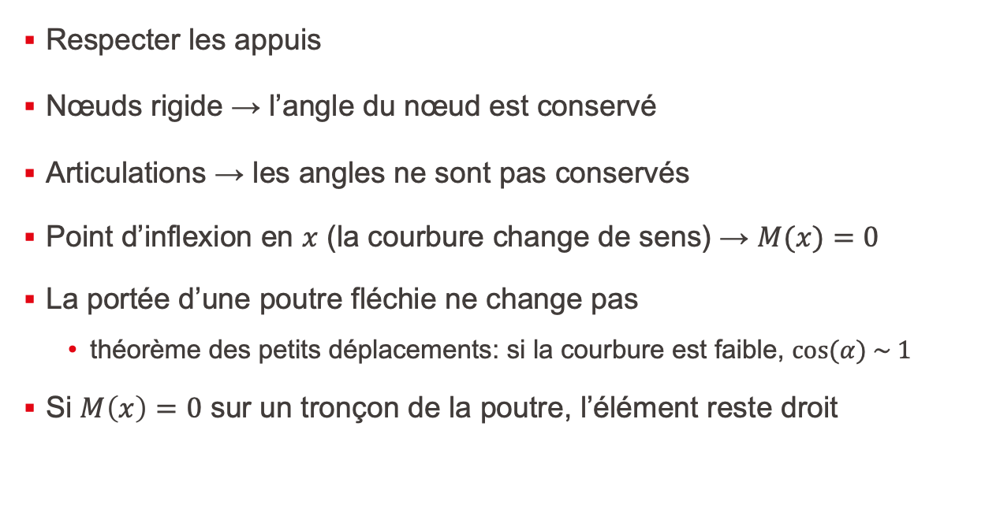 ▪ Respecter les appuis
▪ Nœuds rigide → l’angle du nœud est conservé
▪ Articulations → les angles ne sont pas conservés
▪ Point d’inflexion en x (la courbure change de sens) → M(x) = 0
▪ La portée d’une poutre fléchie ne change pas
• théorème des petits déplacements: si la courbure est faible, cos(α) ~ 1
▪ Si M(x) = 0 sur un tronçon de la poutre, l’élément reste droit